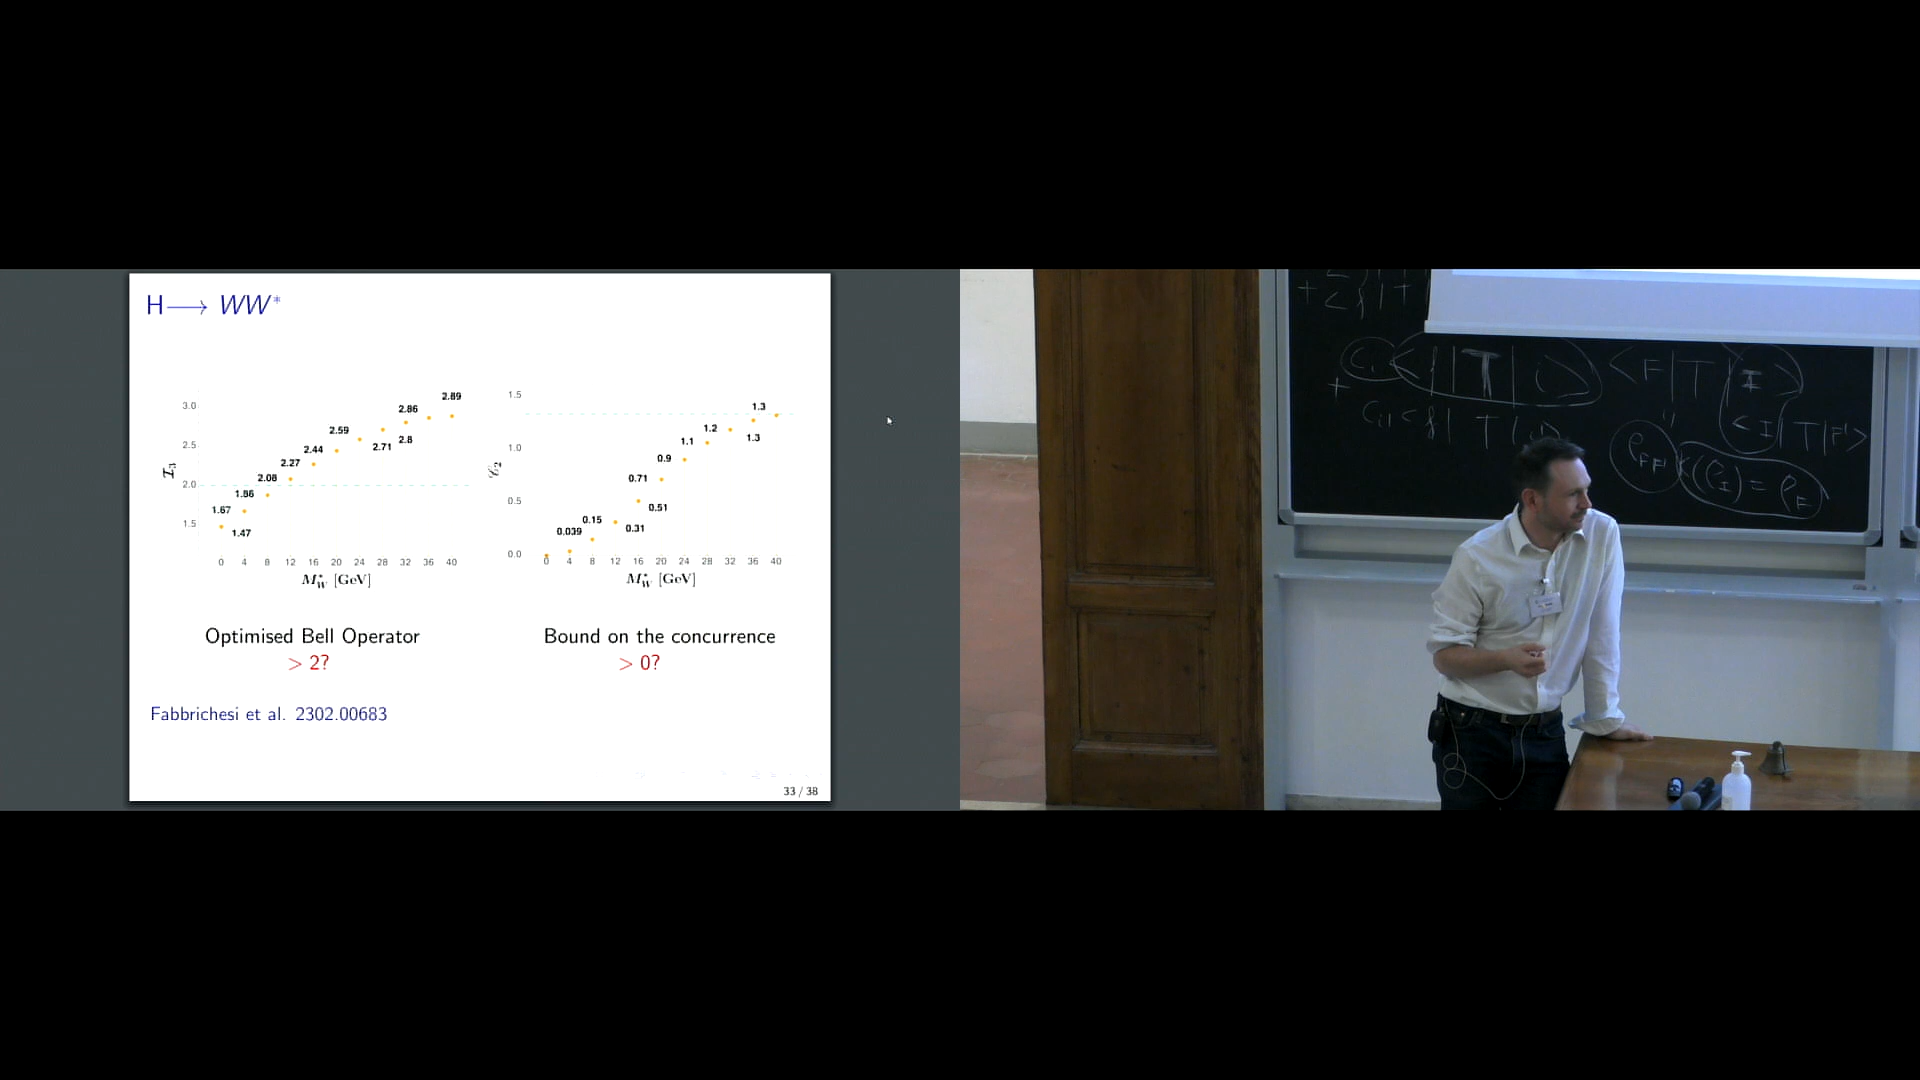 H⟶ WW*
3.0
2.5
2.0
1.5
I₃
1.67
1.47
1.86
2.08
2.27
2.44
2.59
2.71
2.8
2.86
2.89
0 4 8 12 16 20 24 28 32 36 40
M*W [GeV]
1.5
1.0
0.5
0.0
𝒞₂
0.039
0.15
0.31
0.51
0.71
0.9
1.1
1.2
1.3
1.3
0 4 8 12 16 20 24 28 32 36 40
M*W [GeV]
Optimised Bell Operator
> 2?
Bound on the concurrence
> 0?
Fabbrichesi et al. 2302.00683
33 / 38